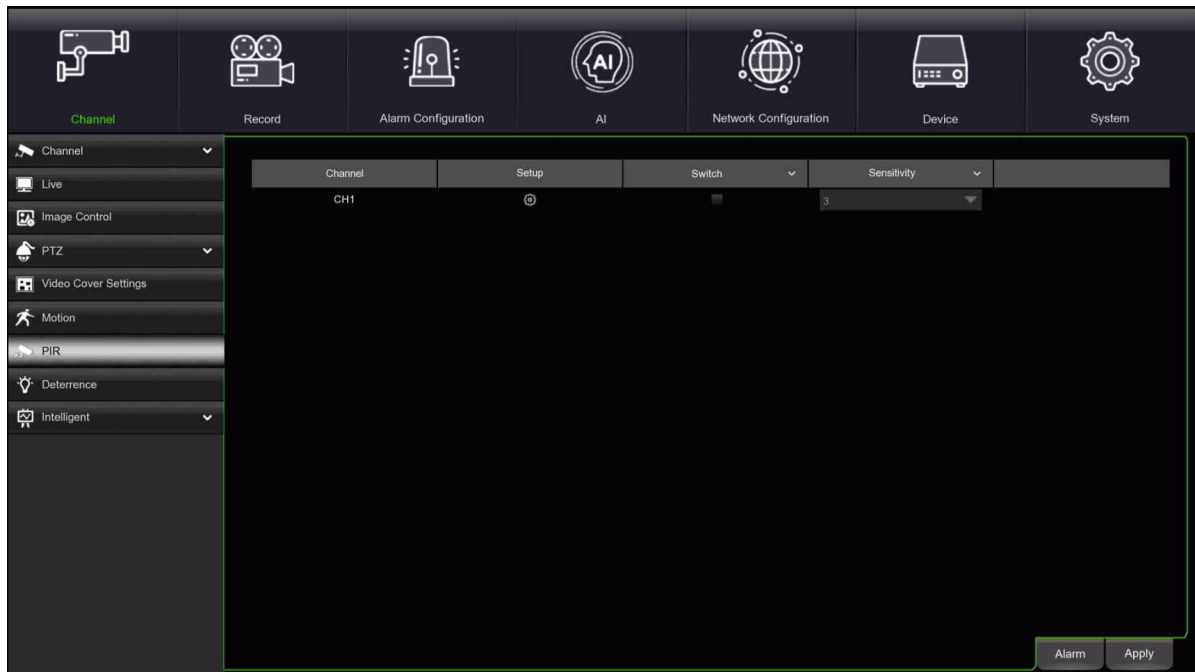 AI
Channel Record Alarm Configuration AI Network Configuration Device System
Channel
Live
Image Control
PTZ
Video Cover Settings
Motion
PIR
Deterrence
Intelligent
Channel Setup Switch Sensitivity
CH1 3
Alarm Apply